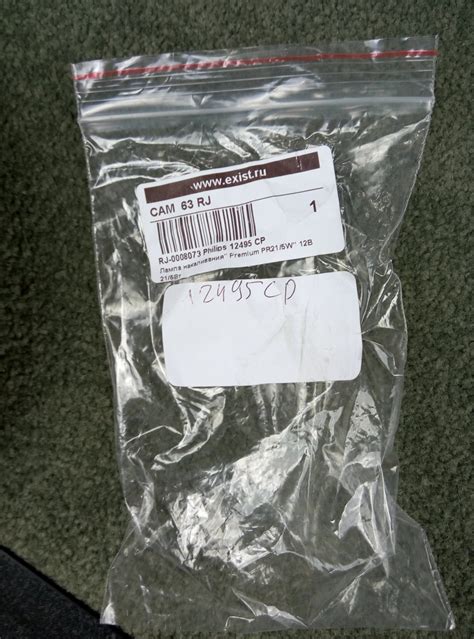 www.exist.ru
САМ 63 RJ
1
RJ-0008073 Philips 12495 CP
Лампа накаливания" Premium PR21/5W" 12В
21/5Вт
12495CP